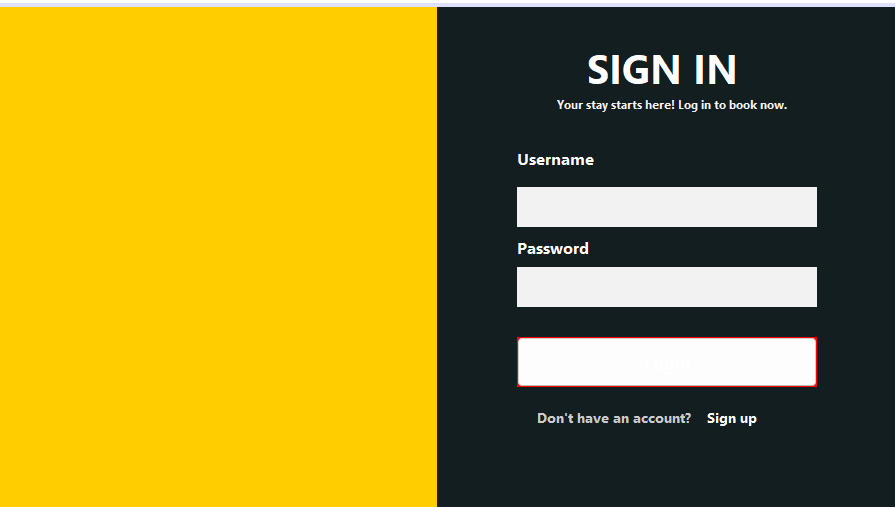 SIGN IN
Your stay starts here! Log in to book now.
Username
Password
Don't have an account? Sign up